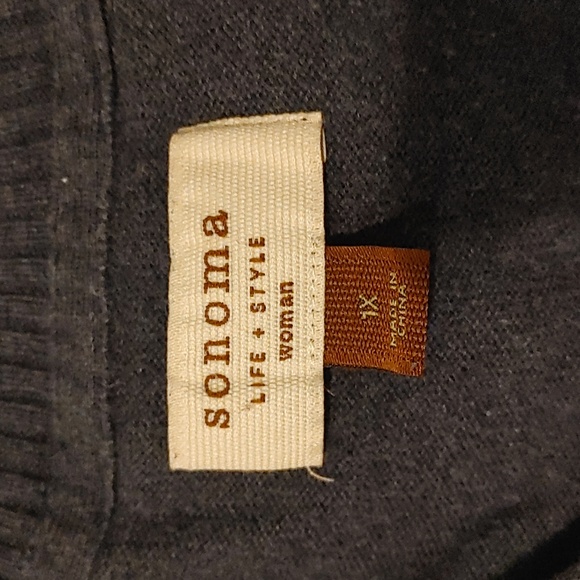 sonoma
LIFE + STYLE
woman
1X
MADE IN
CHINA